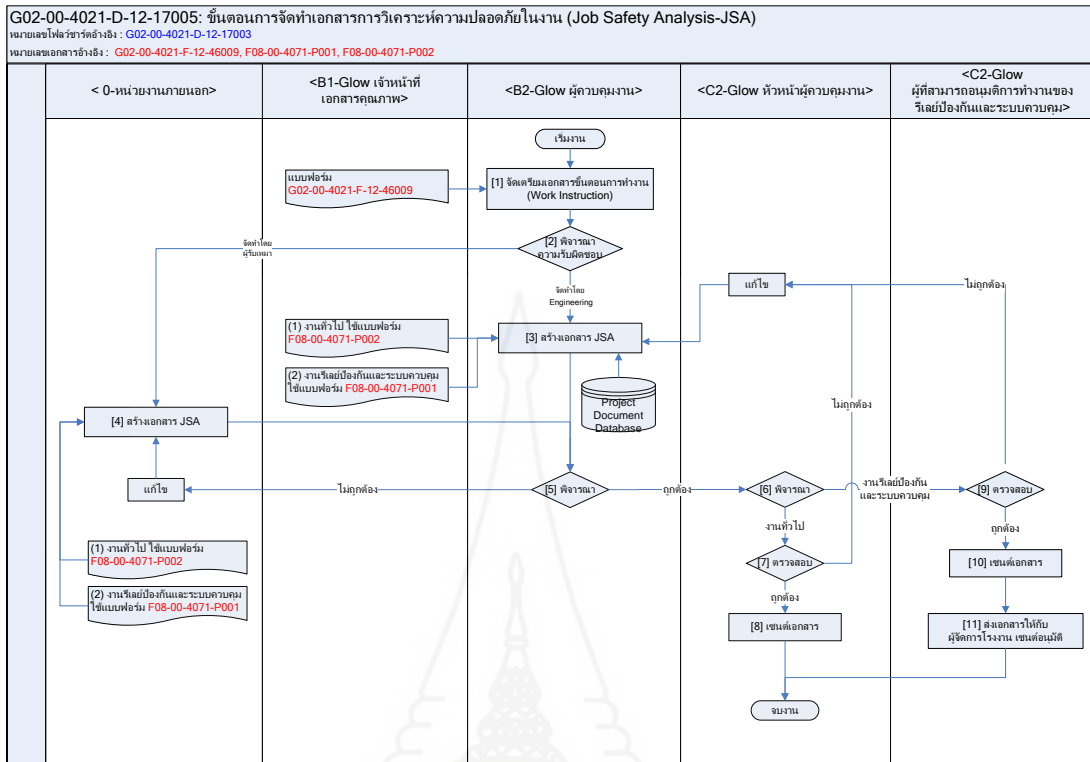 G02-00-4021-D-12-17005: ขั้นตอนการจัดทำเอกสารการวิเคราะห์ความปลอดภัยในงาน (Job Safety Analysis-JSA)
หมายเลขโฟลว์ชาร์ตอ้างอิง : G02-00-4021-D-12-17003
หมายเลขเอกสารอ้างอิง : G02-00-4021-F-12-46009, F08-00-4071-P001, F08-00-4071-P002
< 0-หน่วยงานภายนอก>
<B1-Glow เจ้าหน้าที่
เอกสารคุณภาพ>
<B2-Glow ผู้ควบคุมงาน>
<C2-Glow หัวหน้าผู้ควบคุมงาน>
<C2-Glow
ผู้ที่สามารถอนุมัติการทำงานของ
รีเลย์ป้องกันและระบบควบคุม>
เริ่มงาน
แบบฟอร์ม
G02-00-4021-F-12-46009
[1] จัดเตรียมเอกสารขั้นตอนการทำงาน
(Work Instruction)
[2] พิจารณา
ความรับผิดชอบ
จัดทำโดย
ผู้รับเหมา
จัดทำโดย
Engineering
แก้ไข
ไม่ถูกต้อง
(1) งานทั่วไป ใช้แบบฟอร์ม
F08-00-4071-P002
[3] สร้างเอกสาร JSA
(2) งานรีเลย์ป้องกันและระบบควบคุม
ใช้แบบฟอร์ม F08-00-4071-P001
Project
Document
Database
ไม่ถูกต้อง
[4] สร้างเอกสาร JSA
แก้ไข
ไม่ถูกต้อง
[5] พิจารณา
ถูกต้อง
[6] พิจารณา
งานรีเลย์ป้องกัน
และระบบควบคุม
[9] ตรวจสอบ
งานทั่วไป
ถูกต้อง
(1) งานทั่วไป ใช้แบบฟอร์ม
F08-00-4071-P002
[7] ตรวจสอบ
[10] เซนต์เอกสาร
(2) งานรีเลย์ป้องกันและระบบควบคุม
ใช้แบบฟอร์ม F08-00-4071-P001
ถูกต้อง
[8] เซนต์เอกสาร
[11] ส่งเอกสารให้กับ
ผู้จัดการโรงงาน เซนต์อนุมัติ
จบงาน